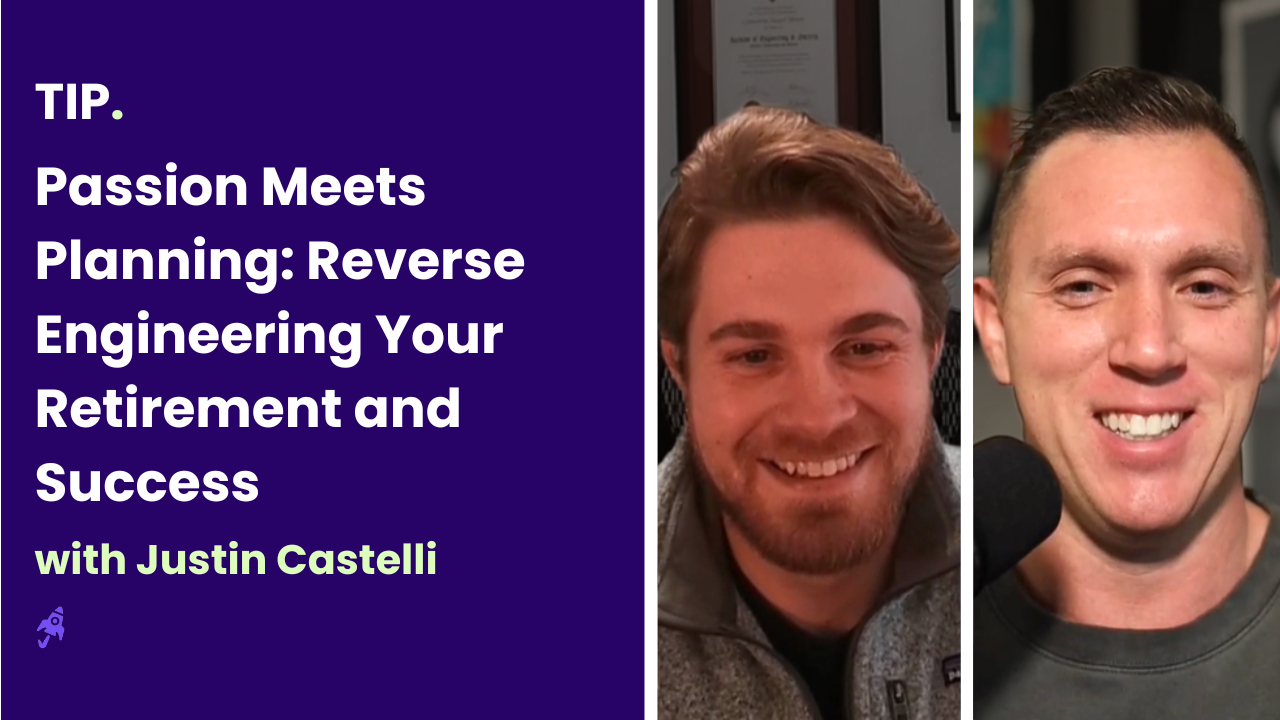 TIP.
Passion Meets
Planning: Reverse
Engineering Your
Retirement and
Success
with Justin Castelli